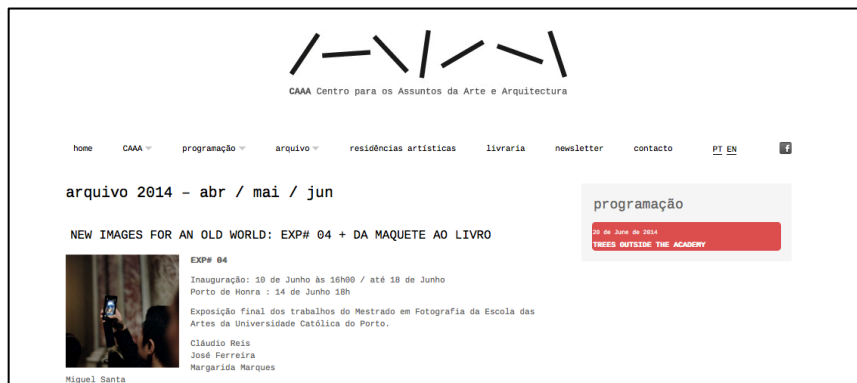 CAAA Centro para os Assuntos da Arte e Arquitectura
home CAAA programação arquivo residências artísticas livraria newsletter contacto PT EN f
arquivo 2014 – abr / mai / jun
NEW IMAGES FOR AN OLD WORLD: EXP# 04 + DA MAQUETE AO LIVRO
EXP# 04
Inauguração: 10 de Junho às 16h00 / até 18 de Junho
Porto de Honra : 14 de Junho 18h
Exposição final dos trabalhos do Mestrado em Fotografia da Escola das
Artes da Universidade Católica do Porto.
Cláudio Reis
José Ferreira
Margarida Marques
Miguel Santa
programação
20 de June de 2014
TREES OUTSIDE THE ACADEMY